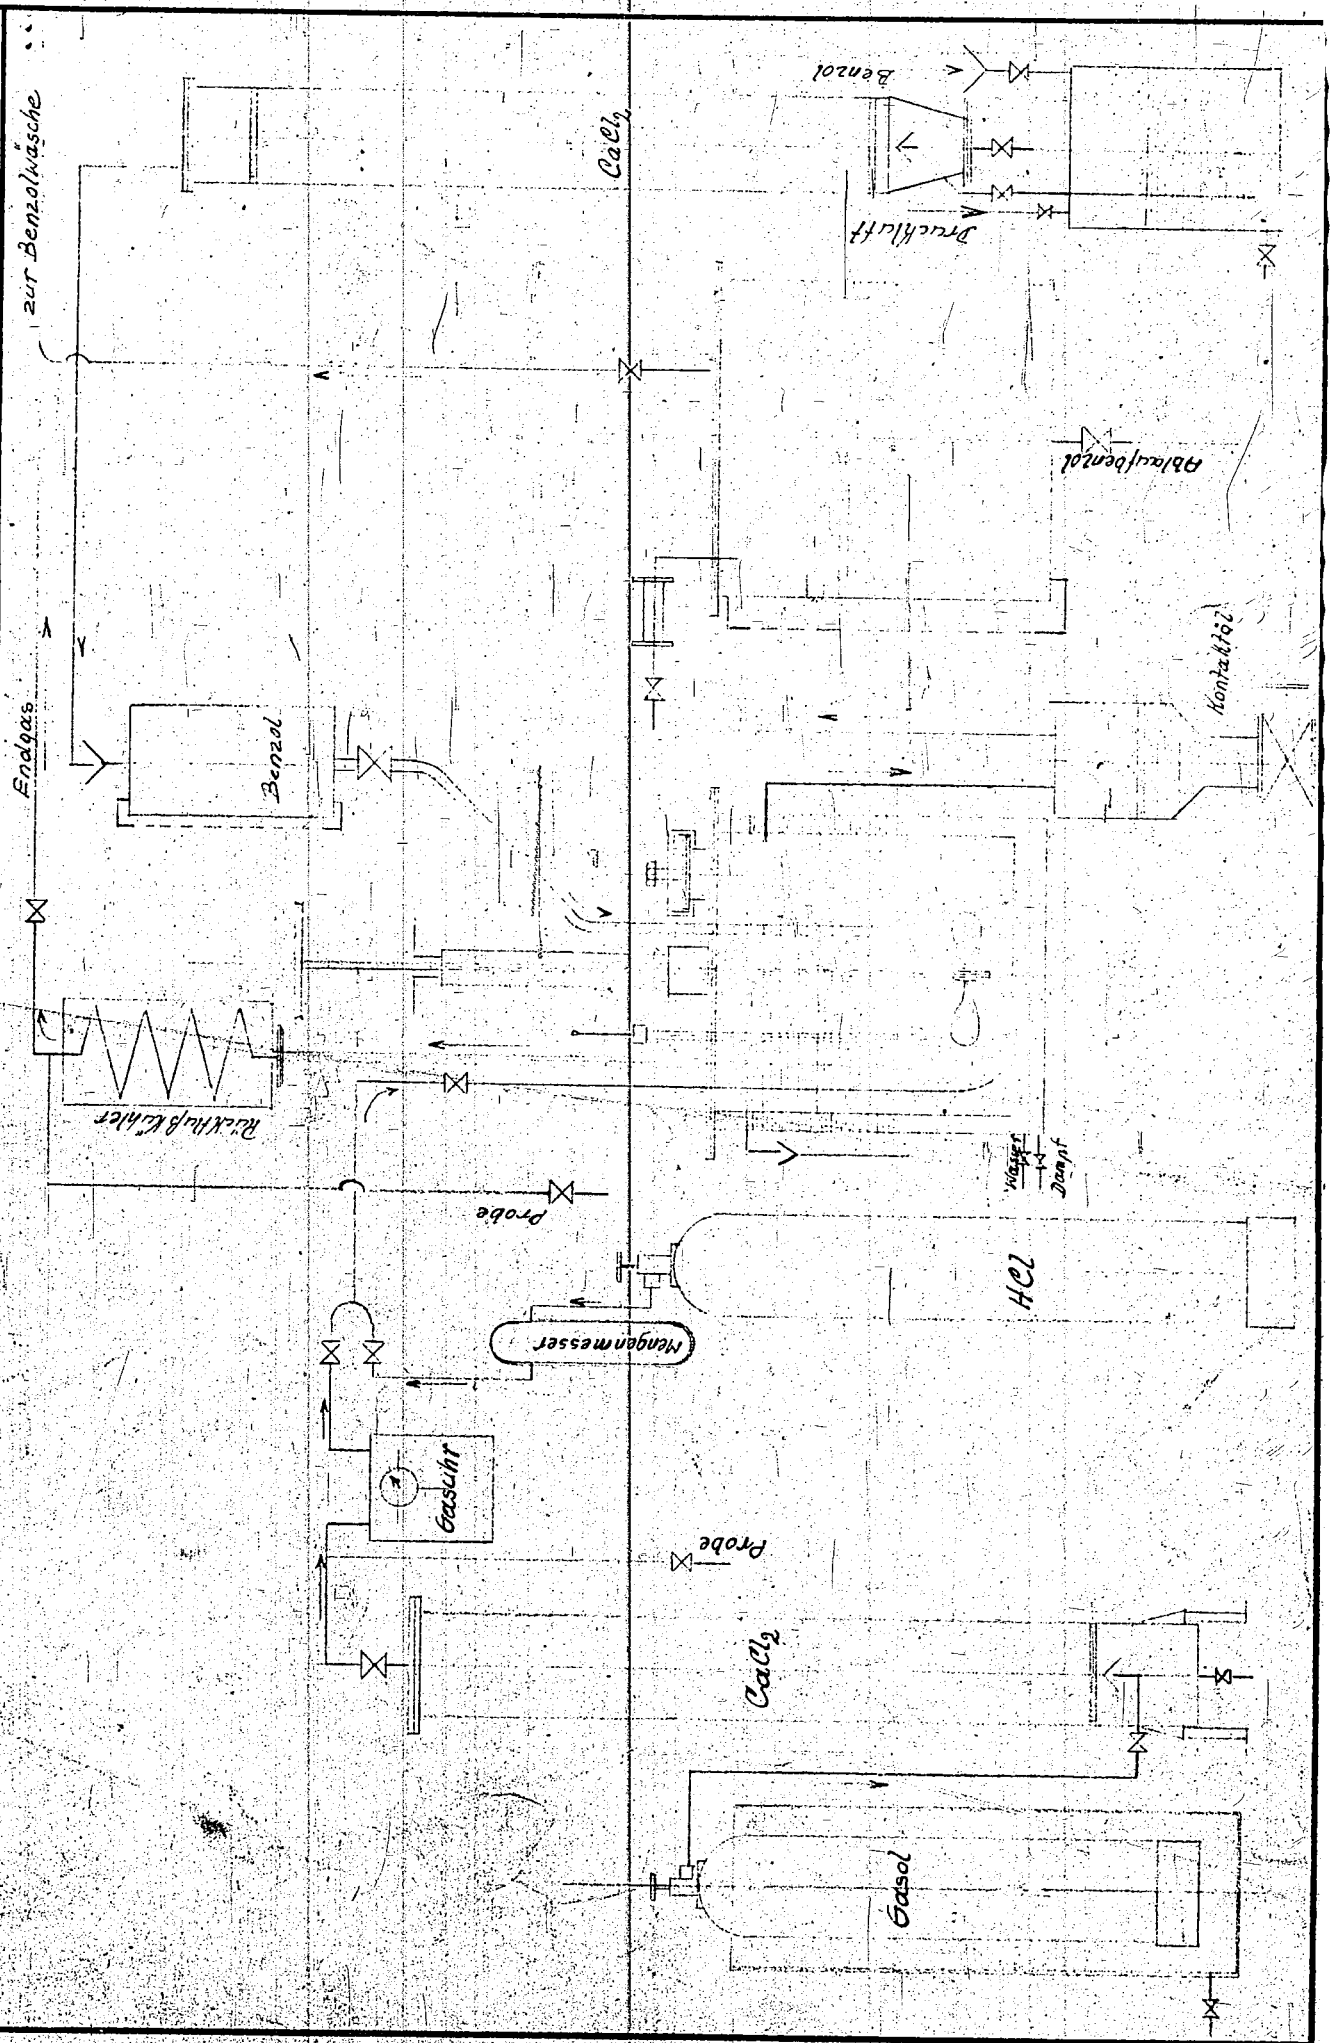 zur Benzolwäsche
Endgas
Benzol
CaCl₂
Benzol
Druckluft
Ablaufbenzol
Kontaktöl
Rückflußkühler
Probe
Wasser
Dampf
HCl
Mengenmesser
Gasuhr
Probe
CaCl₂
Gasol